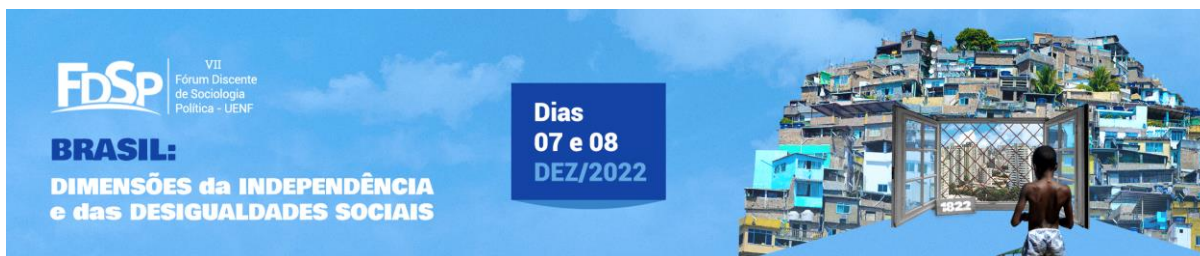 FDSP
VII
Fórum Discente
de Sociologia
Política - UENF
BRASIL:
DIMENSÕES da INDEPENDÊNCIA
e das DESIGUALDADES SOCIAIS
Dias
07 e 08
DEZ/2022
1822